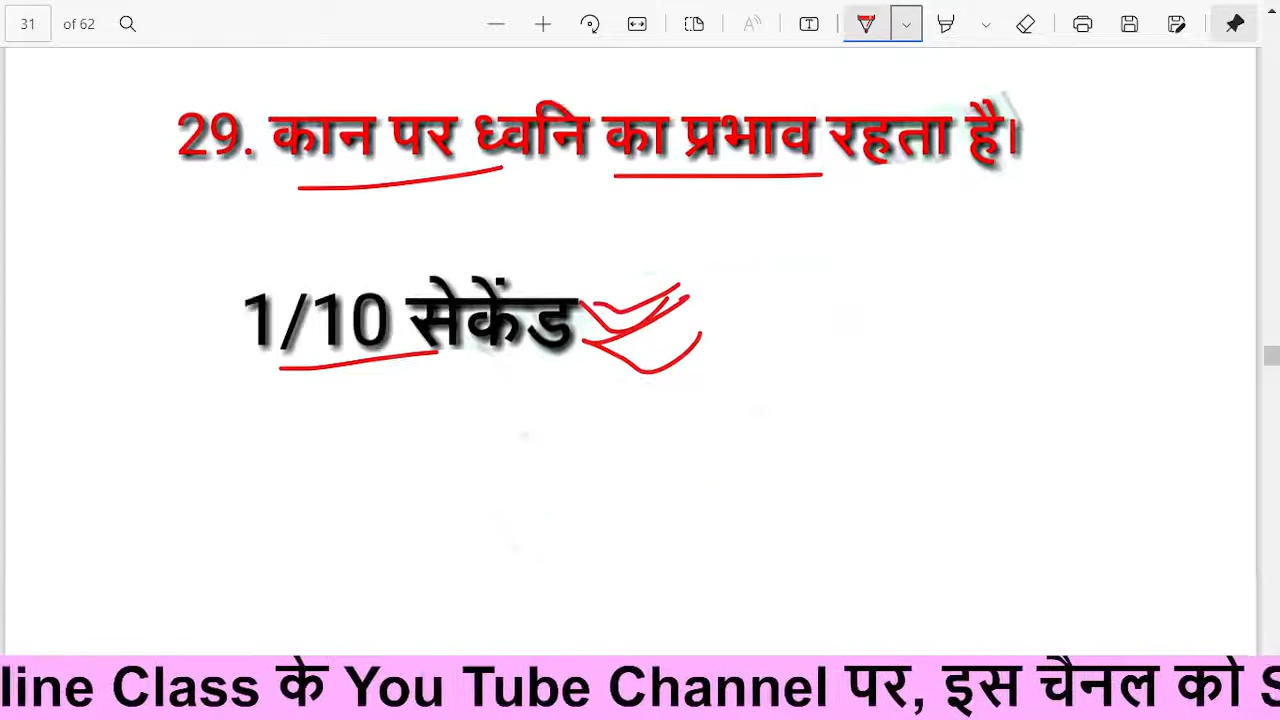 31 of 62
29. कान पर ध्वनि का प्रभाव रहता है।
1/10 सेकेंड
line Class के You Tube Channel पर, इस चैनल को S